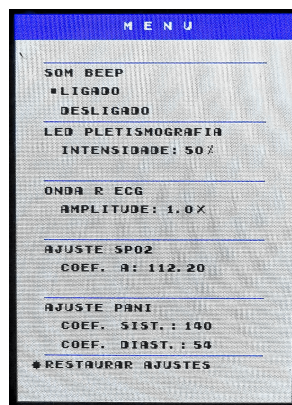 MENU
SOM BEEP
LIGADO
DESLIGADO
LED PLETISMOGRAFIA
INTENSIDADE: 50%
ONDA R ECG
AMPLITUDE: 1.0X
AJUSTE SPO2
COEF. A: 112.20
AJUSTE PANI
COEF. SIST.: 140
COEF. DIAST.: 54
RESTAURAR AJUSTES